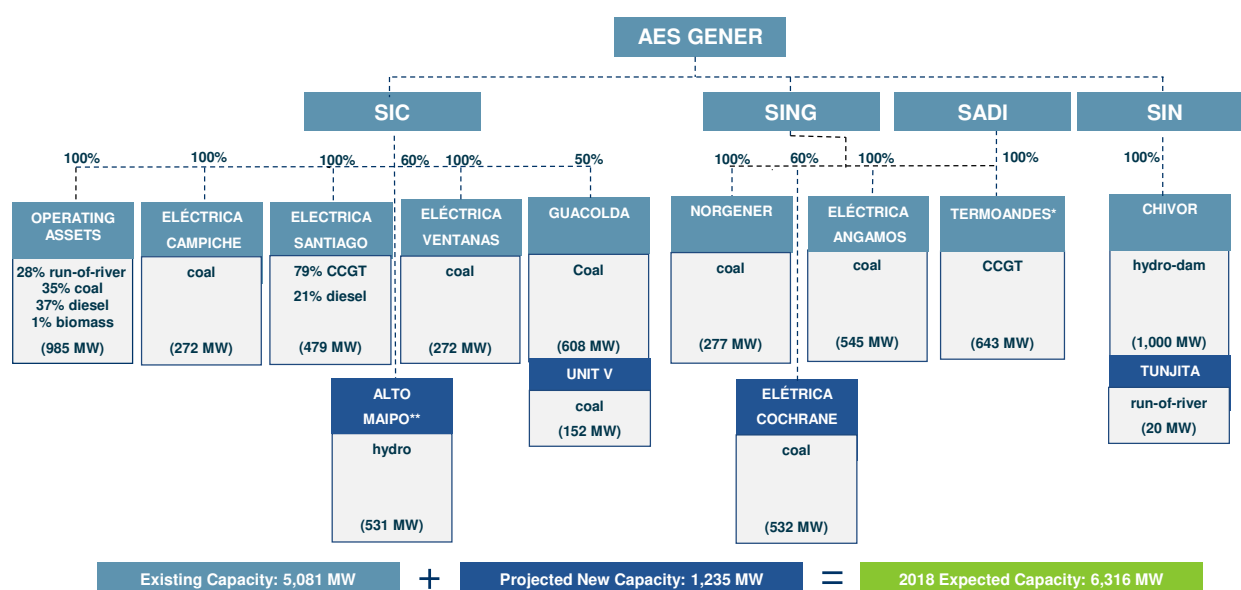 AES GENER
SIC
SING
SADI
SIN
100%
100%
100%
60%
100%
50%
100%
60%
100%
100%
100%
OPERATING
ASSETS
28% run-of-river
35% coal
37% diesel
1% biomass
(985 MW)
ELÉCTRICA
CAMPICHE
coal
(272 MW)
ELECTRICA
SANTIAGO
79% CCGT
21% diesel
(479 MW)
ELÉCTRICA
VENTANAS
coal
(272 MW)
GUACOLDA
Coal
(608 MW)
UNIT V
coal
(152 MW)
NORGENER
coal
(277 MW)
ELÉCTRICA
ANGAMOS
coal
(545 MW)
TERMOANDES*
CCGT
(643 MW)
CHIVOR
hydro-dam
(1,000 MW)
TUNJITA
run-of-river
(20 MW)
ALTO
MAIPO**
hydro
(531 MW)
ELÉTRICA
COCHRANE
coal
(532 MW)
Existing Capacity: 5,081 MW
+
Projected New Capacity: 1,235 MW
=
2018 Expected Capacity: 6,316 MW